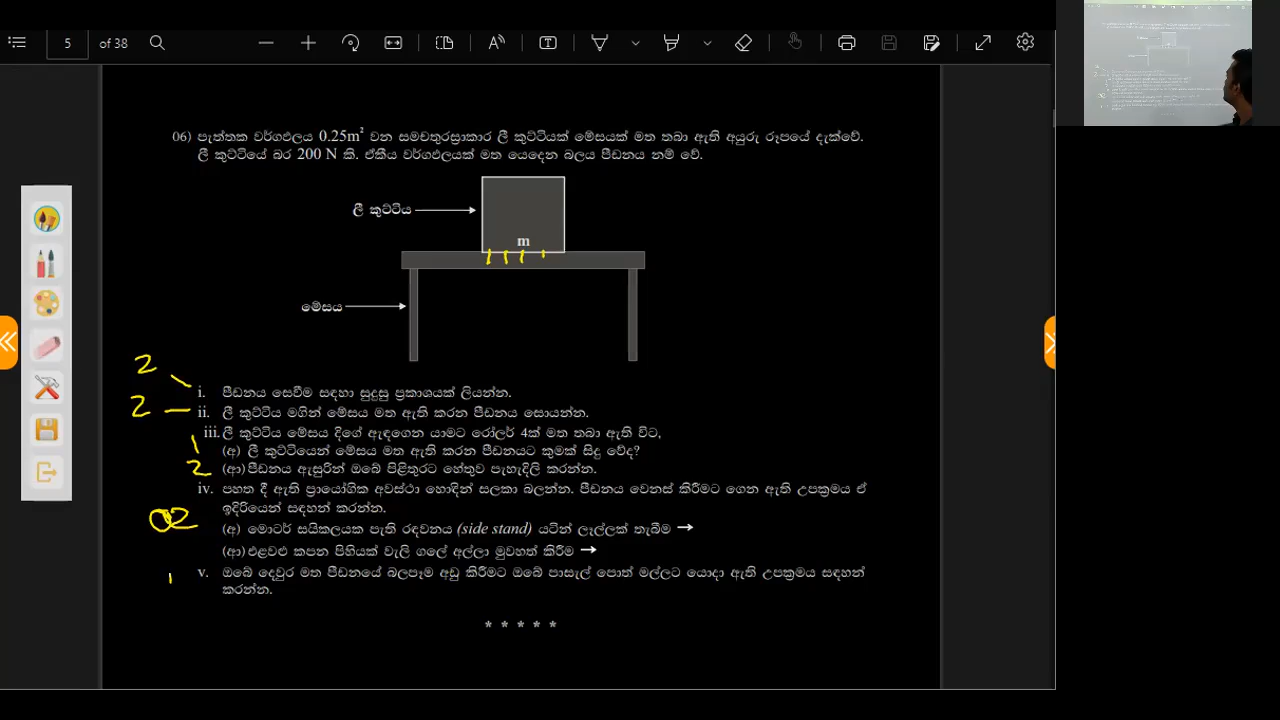 5 of 38
06) පැත්තක වර්ගඵලය 0.25m² වන සමචතුරස්‍රාකාර ලී කුට්ටියක් මේසයක් මත තබා ඇති අයුරු රූපයේ දැක්වේ.
ලී කුට්ටියේ බර 200 N කි. ඒකීය වර්ගඵලයක් මත යෙදෙන බලය පීඩනය නම් වේ.
ලී කුට්ටිය
m
මේසය
2
i. පීඩනය සෙවීම සඳහා සුදුසු ප්‍රකාශයක් ලියන්න.
2
ii. ලී කුට්ටිය මගින් මේසය මත ඇති කරන පීඩනය සොයන්න.
iii. ලී කුට්ටිය මේසය දිගේ ඇඳගෙන යාමට රෝලර් 4ක් මත තබා ඇති විට,
1
(අ) ලී කුට්ටියෙන් මේසය මත ඇති කරන පීඩනයට කුමක් සිදු වේද?
2
(ආ) පීඩනය ඇසුරින් ඔබේ පිළිතුරට හේතුව පැහැදිලි කරන්න.
iv. පහත දී ඇති ප්‍රායෝගික අවස්ථා හොඳින් සලකා බලන්න. පීඩනය වෙනස් කිරීමට ගෙන ඇති උපක්‍රමය ඒ
ඉදිරියෙන් සඳහන් කරන්න.
02
(අ) මොටර් සයිකලයක පැති රඳවනය (side stand) යටින් ලෑල්ලක් තැබීම →
(ආ) එළවළු කපන පිහියක් වැලි ගලේ අල්ලා මුවහත් කිරීම →
1
v. ඔබේ දෙවුර මත පීඩනයේ බලපෑම අඩු කිරීමට ඔබේ පාසැල් පොත් මල්ලට යොදා ඇති උපක්‍රමය සඳහන්
කරන්න.
* * * * *